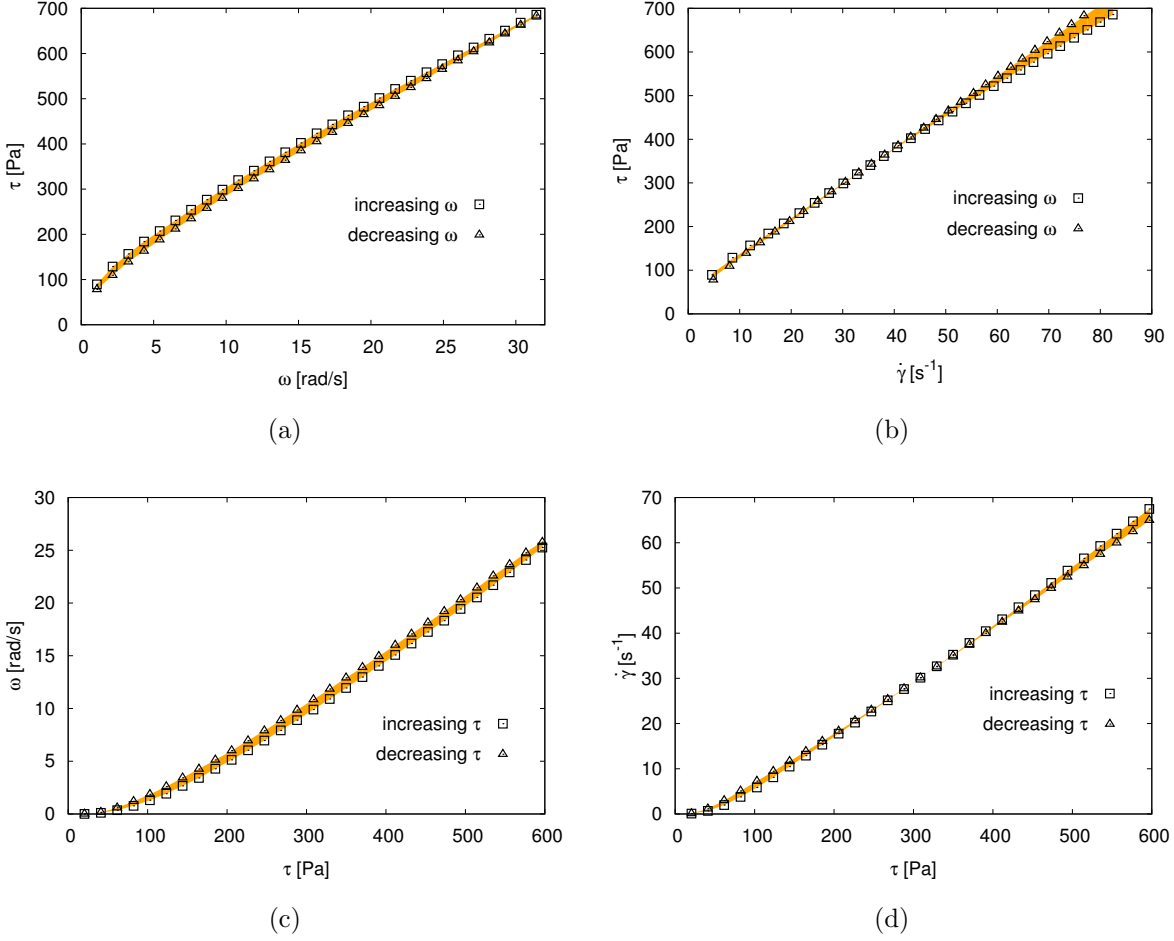 700
600
500
400
300
200
100
0
τ [Pa]
increasing ω
decreasing ω
0 5 10 15 20 25 30
ω [rad/s]
(a)
700
600
500
400
300
200
100
0
τ [Pa]
increasing ω
decreasing ω
0 10 20 30 40 50 60 70 80 90
γ̇ [s⁻¹]
(b)
30
25
20
15
10
5
0
ω [rad/s]
increasing τ
decreasing τ
0 100 200 300 400 500 600
τ [Pa]
(c)
70
60
50
40
30
20
10
0
γ̇ [s⁻¹]
increasing τ
decreasing τ
0 100 200 300 400 500 600
τ [Pa]
(d)